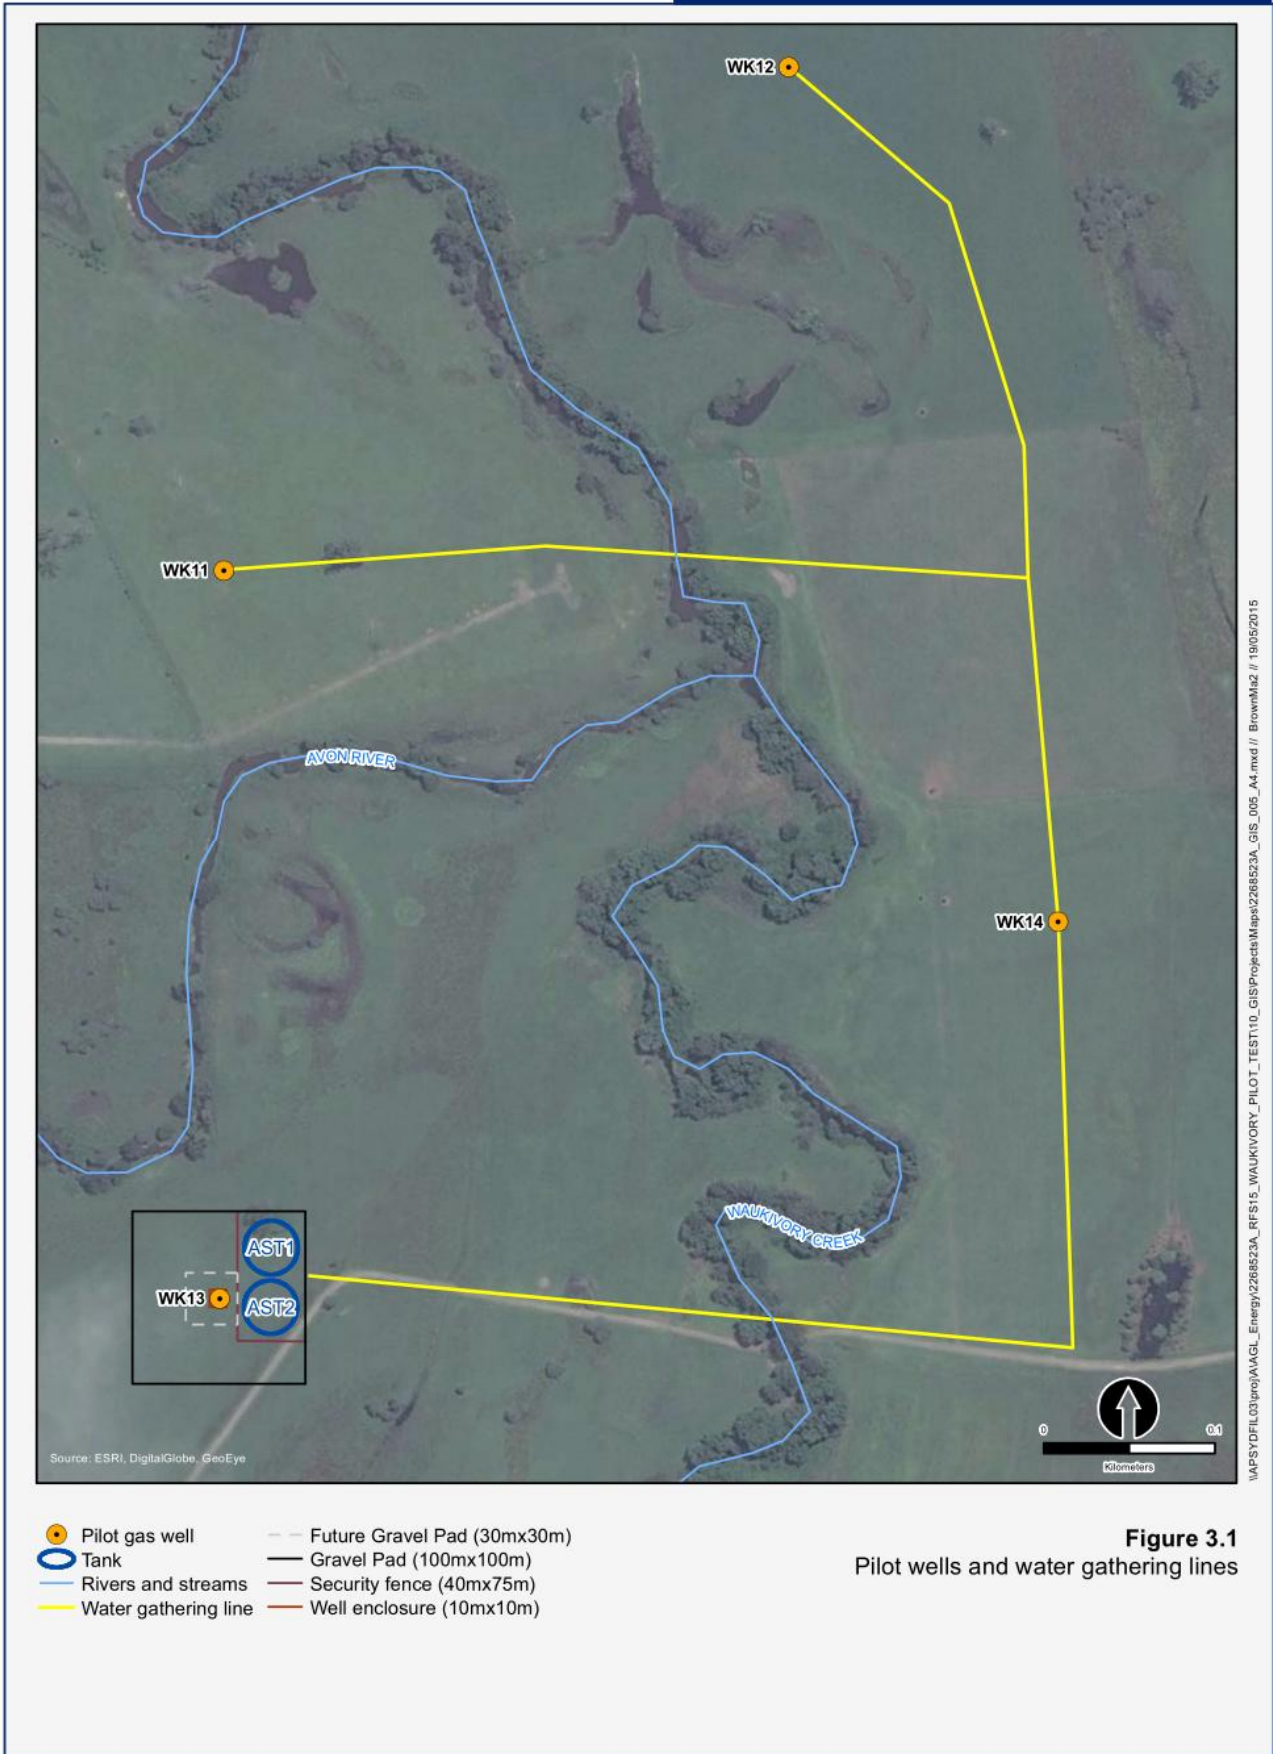 WK12
WK11
AVON RIVER
WK14
WAUKIVORY CREEK
AST1
WK13
AST2
0
0.1
Kilometers
Source: ESRI, DigitalGlobe, GeoEye
\\APSYDFIL03\proj\A\AGL_Energy\2268523A_RFS15_WAUKIVORY_PILOT_TEST\10_GIS\Projects\Maps\2268523A_GIS_005_A4.mxd // BrownMa2 // 19/05/2015
Pilot gas well
Tank
Rivers and streams
Water gathering line
Future Gravel Pad (30mx30m)
Gravel Pad (100mx100m)
Security fence (40mx75m)
Well enclosure (10mx10m)
Figure 3.1
Pilot wells and water gathering lines